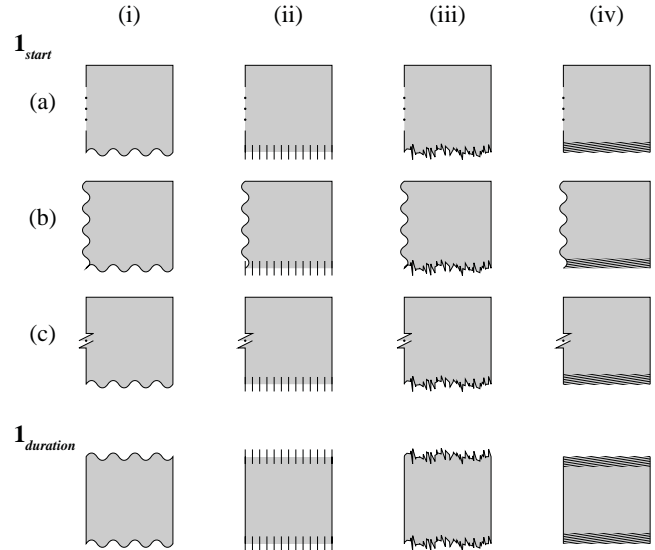 (i) (ii) (iii) (iv)
1start
(a)
(b)
(c)
1duration